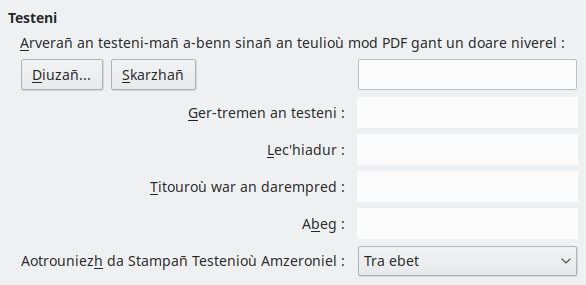 Testeni
Arverañ an testeni-mañ a-benn sinañ an teulioù mod PDF gant un doare niverel :
Diuzañ... Skarzhañ
Ger-tremen an testeni :
Lec'hiadur :
Titouroù war an darempred :
Abeg :
Aotrouniezh da Stampañ Testenioù Amzeroniel : Tra ebet